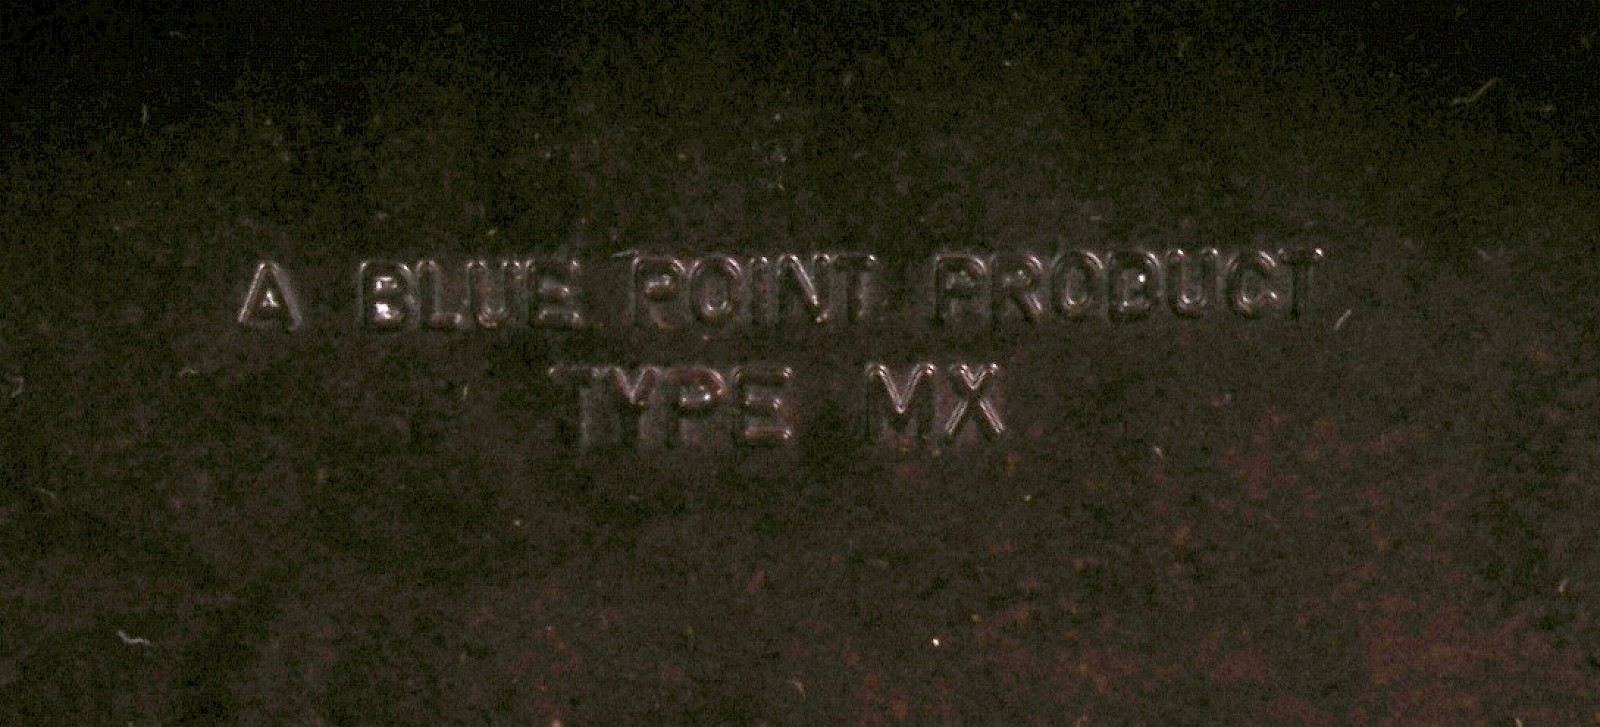 A BLUE POINT PRODUCT
TYPE MX